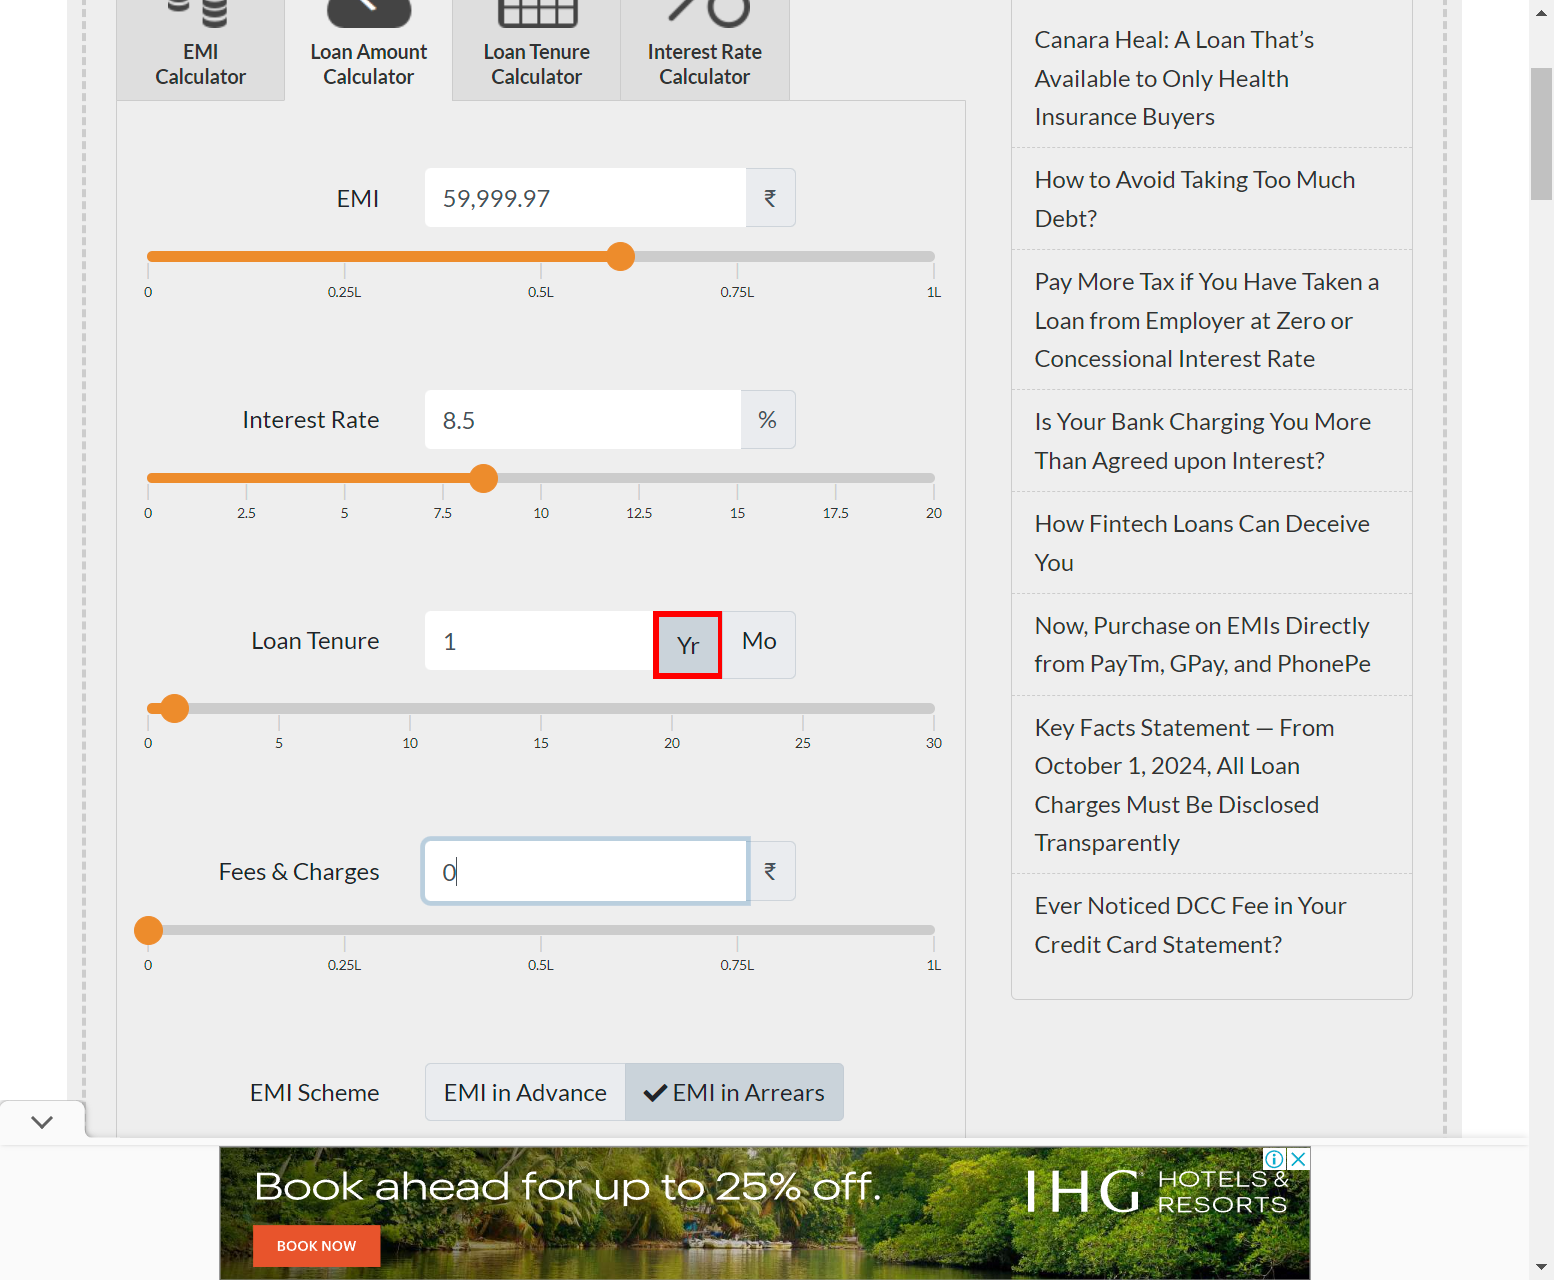 EMI
Calculator
Loan Amount
Calculator
Loan Tenure
Calculator
Interest Rate
Calculator
EMI
59,999.97
₹
0
0.25L
0.5L
0.75L
1L
Interest Rate
8.5
%
0
2.5
5
7.5
10
12.5
15
17.5
20
Loan Tenure
1
Yr
Mo
0
5
10
15
20
25
30
Fees & Charges
0
₹
0
0.25L
0.5L
0.75L
1L
EMI Scheme
EMI in Advance
EMI in Arrears
Canara Heal: A Loan That’s
Available to Only Health
Insurance Buyers
How to Avoid Taking Too Much
Debt?
Pay More Tax if You Have Taken a
Loan from Employer at Zero or
Concessional Interest Rate
Is Your Bank Charging You More
Than Agreed upon Interest?
How Fintech Loans Can Deceive
You
Now, Purchase on EMIs Directly
from PayTm, GPay, and PhonePe
Key Facts Statement — From
October 1, 2024, All Loan
Charges Must Be Disclosed
Transparently
Ever Noticed DCC Fee in Your
Credit Card Statement?
Book ahead for up to 25% off.
BOOK NOW
IHG HOTELS &
RESORTS